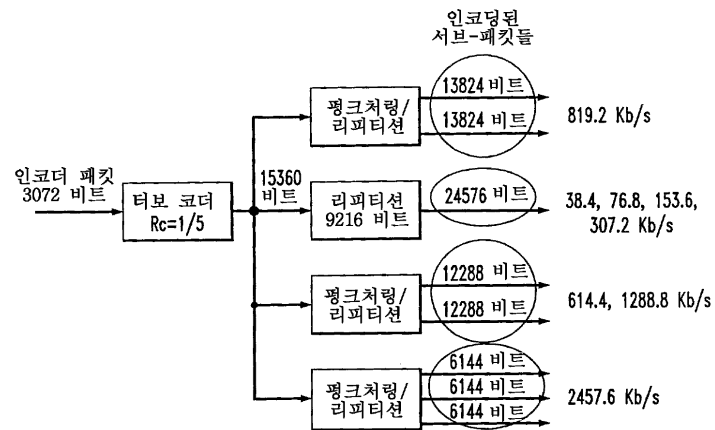 인코딩된
서브-패킷들
13824 비트
13824 비트
펑크처링/
리피티션
819.2 Kb/s
인코더 패킷
3072 비트
터보 코더
Rc=1/5
15360
비트
리피티션
9216 비트
24576 비트
38.4, 76.8, 153.6,
307.2 Kb/s
12288 비트
12288 비트
펑크처링/
리피티션
614.4, 1288.8 Kb/s
6144 비트
6144 비트
6144 비트
펑크처링/
리피티션
2457.6 Kb/s